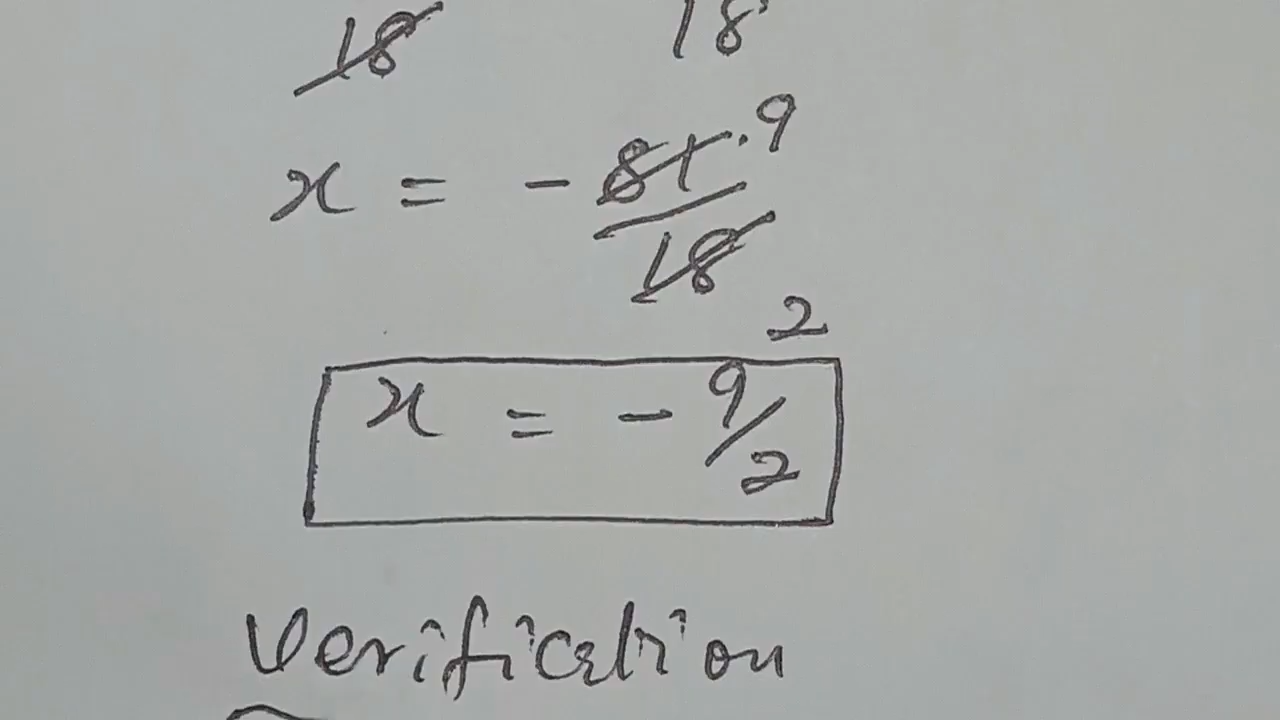 18 18
x = - 81 9
18
2
x = - 9/2
Verification